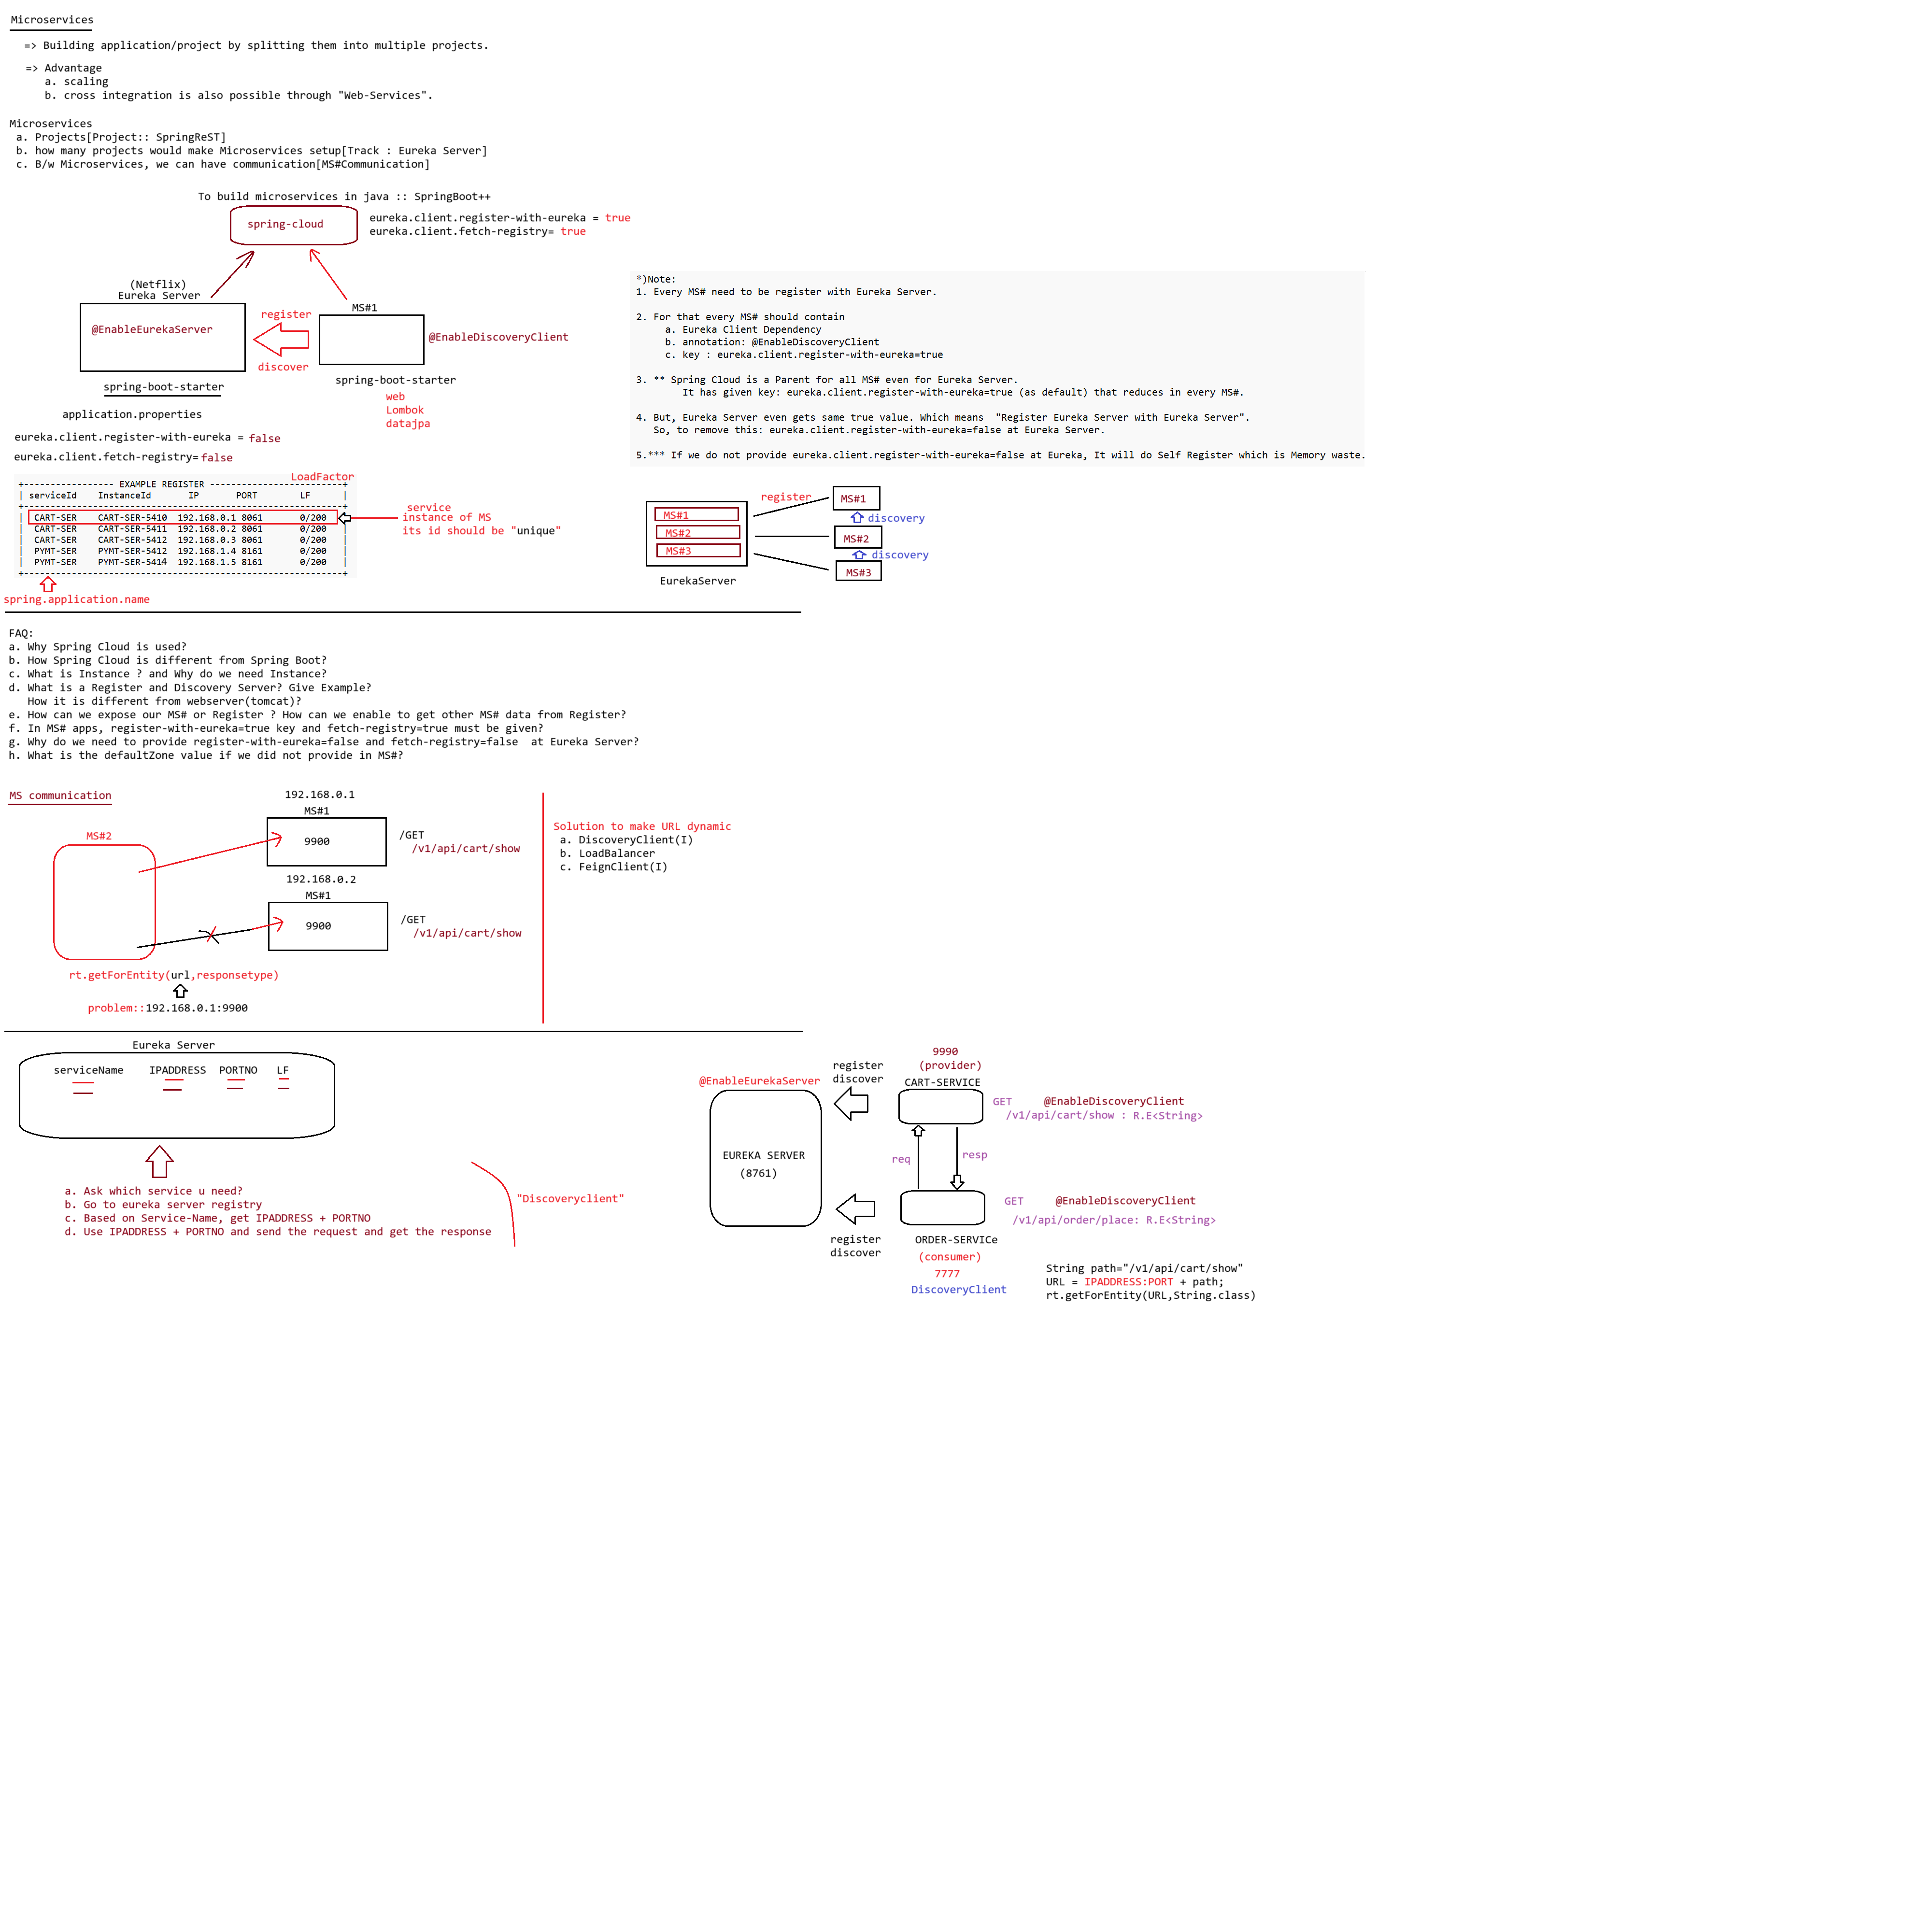 Microservices
=> Building application/project by splitting them into multiple projects.
=> Advantage
a. scaling
b. cross integration is also possible through "Web-Services".
Microservices
a. Projects[Project:: SpringReST]
b. how many projects would make Microservices setup[Track : Eureka Server]
c. B/w Microservices, we can have communication[MS#Communication]
To build microservices in java :: SpringBoot++
spring-cloud
eureka.client.register-with-eureka = true
eureka.client.fetch-registry= true
(Netflix)
Eureka Server
@EnableEurekaServer
spring-boot-starter
register
discover
MS#1
@EnableDiscoveryClient
spring-boot-starter
web
Lombok
datajpa
application.properties
eureka.client.register-with-eureka = false
eureka.client.fetch-registry= false
*)Note:
1. Every MS# need to be register with Eureka Server.
2. For that every MS# should contain
a. Eureka Client Dependency
b. annotation: @EnableDiscoveryClient
c. key : eureka.client.register-with-eureka=true
3. ** Spring Cloud is a Parent for all MS# even for Eureka Server.
It has given key: eureka.client.register-with-eureka=true (as default) that reduces in every MS#.
4. But, Eureka Server even gets same true value. Which means  "Register Eureka Server with Eureka Server".
So, to remove this: eureka.client.register-with-eureka=false at Eureka Server.
5.*** If we do not provide eureka.client.register-with-eureka=false at Eureka, It will do Self Register which is Memory waste.
LoadFactor
+----------------- EXAMPLE REGISTER -------------------------+
| serviceId InstanceId IP PORT LF |
+------------------------------------------------------------+
| CART-SER CART-SER-5410 192.168.0.1 8061 0/200 |
| CART-SER CART-SER-5411 192.168.0.2 8061 0/200 |
| CART-SER CART-SER-5412 192.168.0.3 8061 0/200 |
| PYMT-SER PYMT-SER-5412 192.168.1.4 8161 0/200 |
| PYMT-SER PYMT-SER-5414 192.168.1.5 8161 0/200 |
+------------------------------------------------------------+
spring.application.name
service
instance of MS
its id should be "unique"
MS#1
MS#2
MS#3
EurekaServer
register
MS#1
discovery
MS#2
discovery
MS#3
FAQ:
a. Why Spring Cloud is used?
b. How Spring Cloud is different from Spring Boot?
c. What is Instance ? and Why do we need Instance?
d. What is a Register and Discovery Server? Give Example?
How it is different from webserver(tomcat)?
e. How can we expose our MS# or Register ? How can we enable to get other MS# data from Register?
f. In MS# apps, register-with-eureka=true key and fetch-registry=true must be given?
g. Why do we need to provide register-with-eureka=false and fetch-registry=false  at Eureka Server?
h. What is the defaultZone value if we did not provide in MS#?
MS communication
MS#2
192.168.0.1
MS#1
9900
/GET
/v1/api/cart/show
192.168.0.2
MS#1
9900
/GET
/v1/api/cart/show
rt.getForEntity(url,responsetype)
problem::192.168.0.1:9900
Solution to make URL dynamic
a. DiscoveryClient(I)
b. LoadBalancer
c. FeignClient(I)
Eureka Server
serviceName IPADDRESS PORTNO LF
a. Ask which service u need?
b. Go to eureka server registry
c. Based on Service-Name, get IPADDRESS + PORTNO
d. Use IPADDRESS + PORTNO and send the request and get the response
"Discoveryclient"
@EnableEurekaServer
EUREKA SERVER
(8761)
register
discover
9990
(provider)
CART-SERVICE
GET @EnableDiscoveryClient
/v1/api/cart/show : R.E<String>
req
resp
GET @EnableDiscoveryClient
/v1/api/order/place: R.E<String>
register
discover
ORDER-SERVICe
(consumer)
7777
DiscoveryClient
String path="/v1/api/cart/show"
URL = IPADDRESS:PORT + path;
rt.getForEntity(URL,String.class)